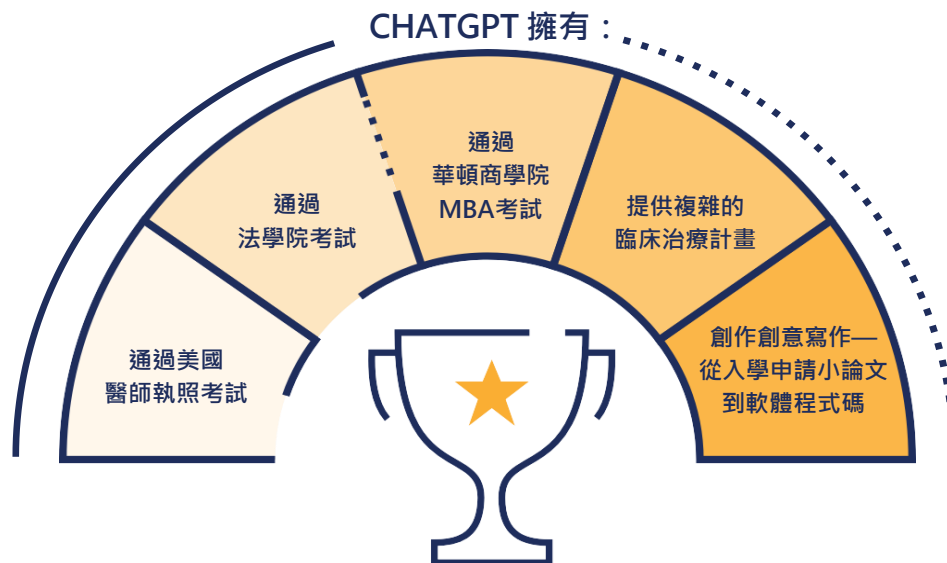 CHATGPT 擁有：
通過美國
醫師執照考試
通過
法學院考試
通過
華頓商學院
MBA考試
提供複雜的
臨床治療計畫
創作創意寫作—
從入學申請小論文
到軟體程式碼